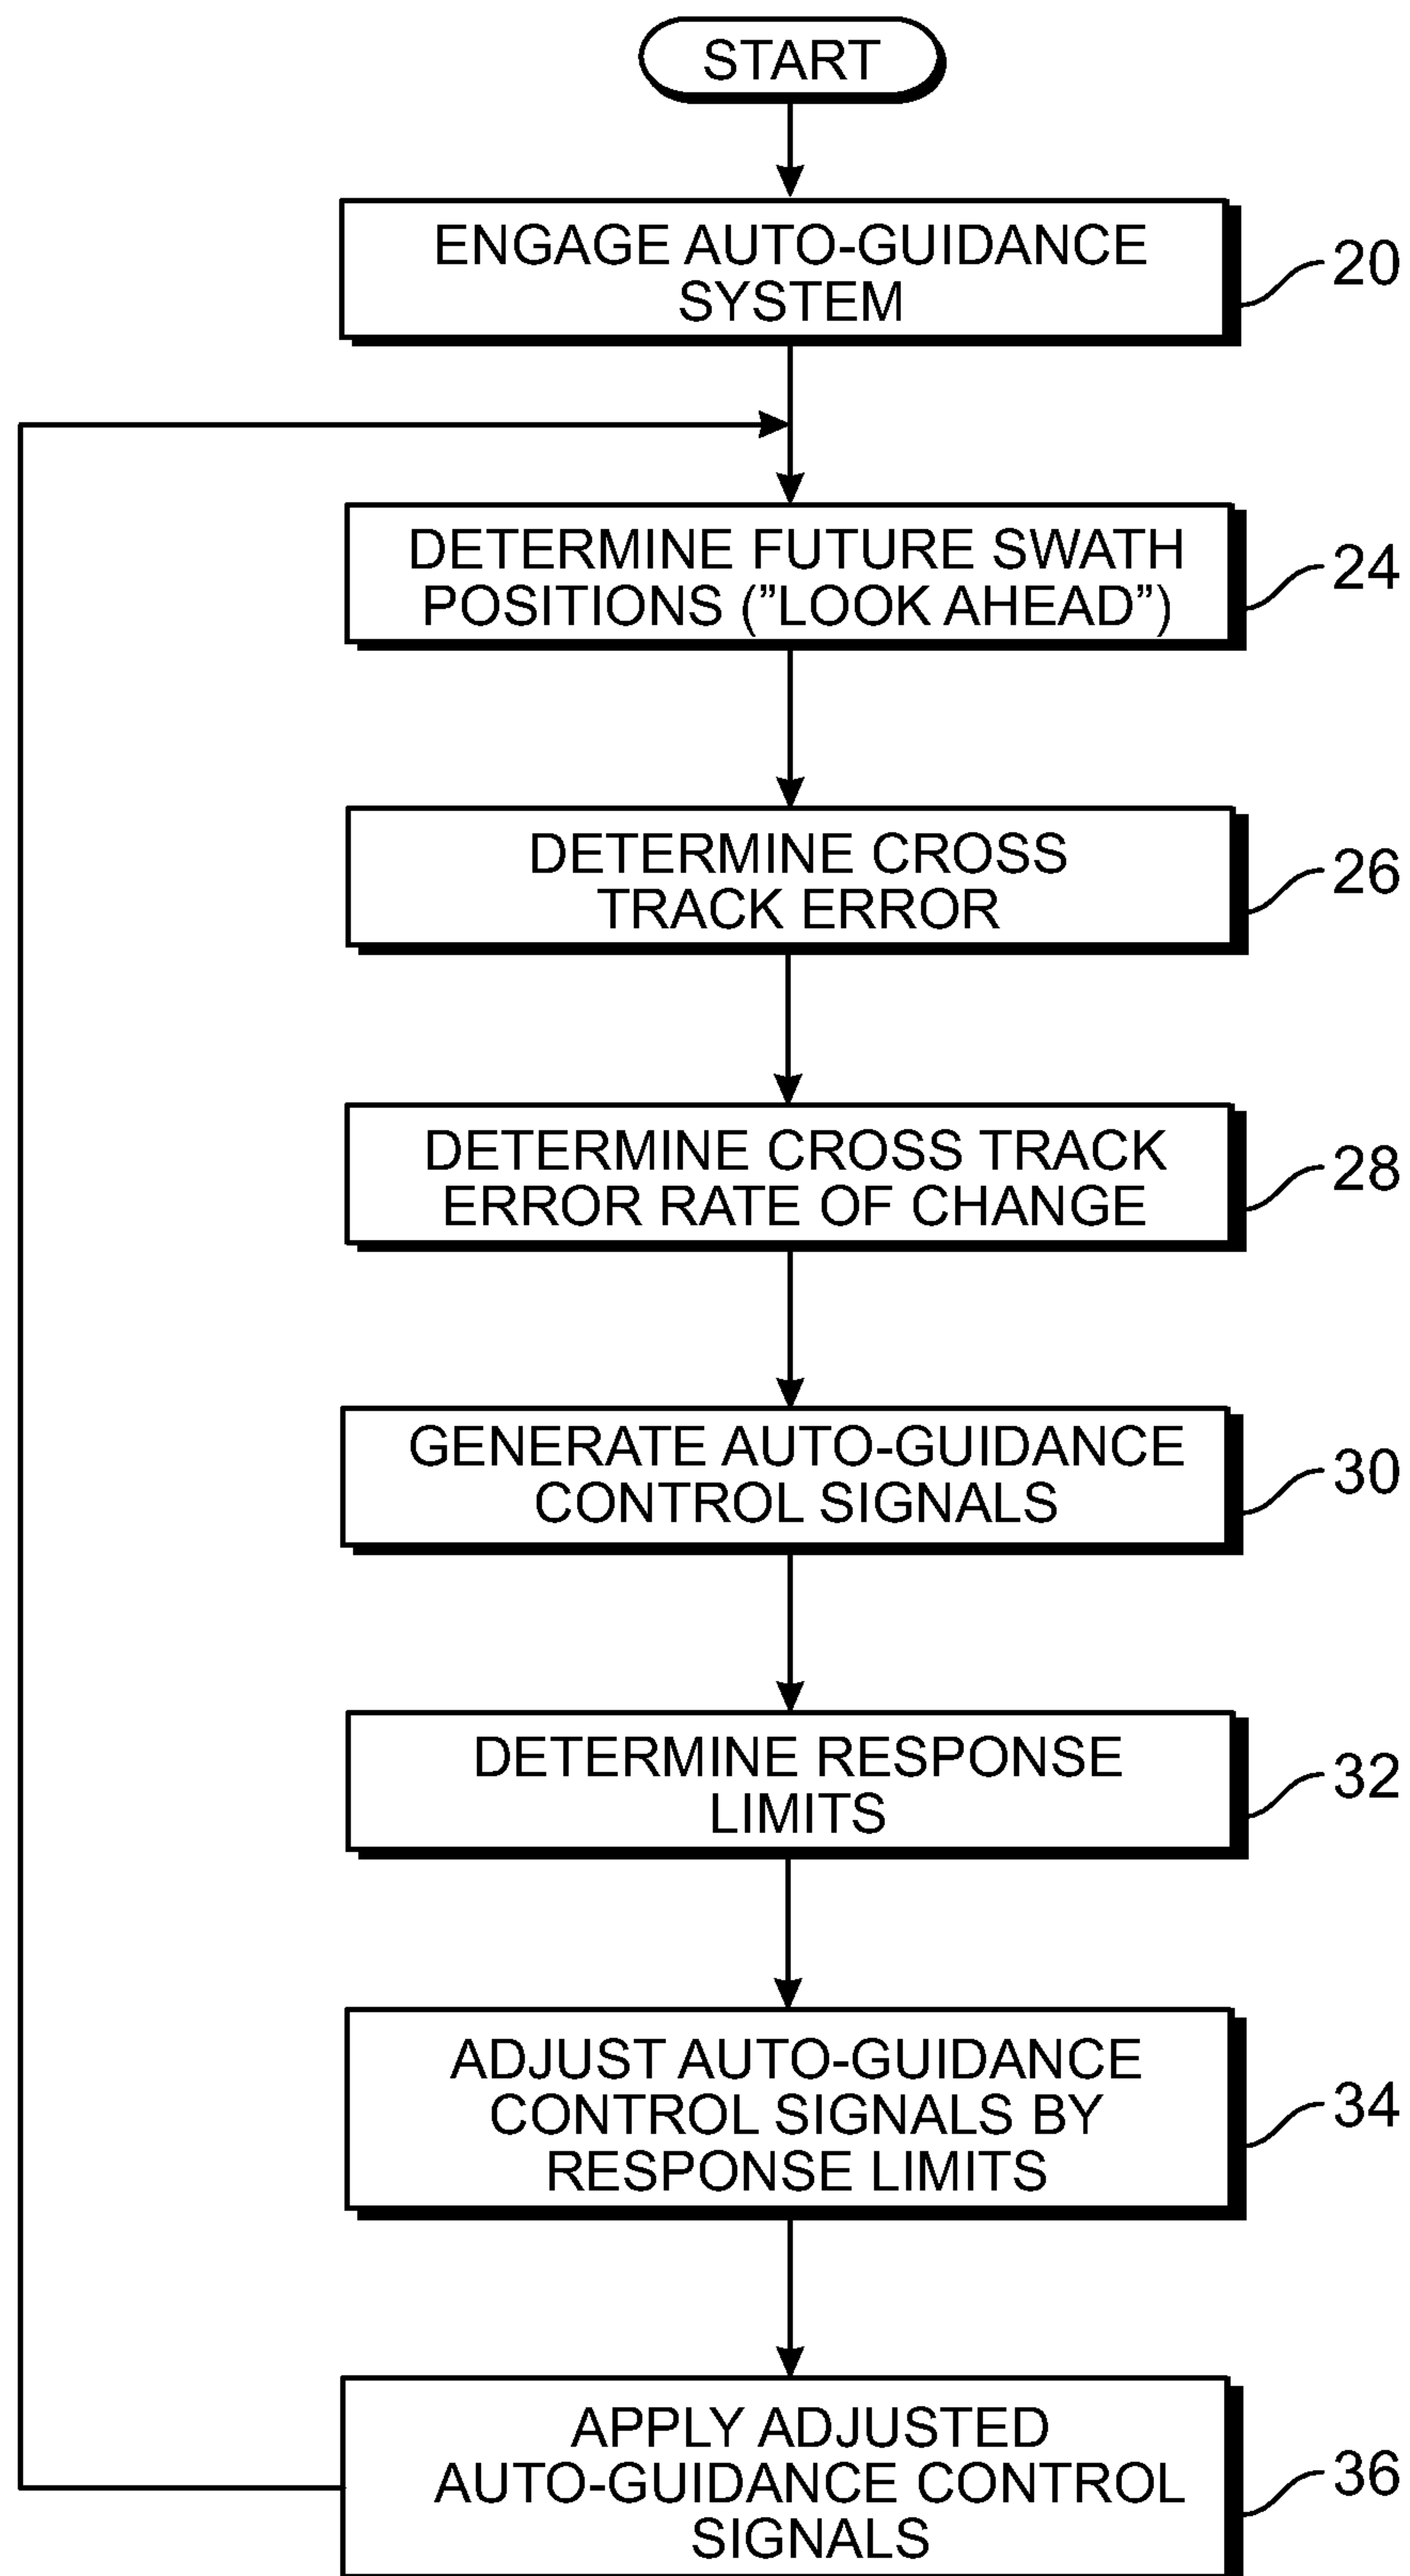 START
ENGAGE AUTO-GUIDANCE
SYSTEM
20
DETERMINE FUTURE SWATH
POSITIONS (”LOOK AHEAD”)
24
DETERMINE CROSS
TRACK ERROR
26
DETERMINE CROSS TRACK
ERROR RATE OF CHANGE
28
GENERATE AUTO-GUIDANCE
CONTROL SIGNALS
30
DETERMINE RESPONSE
LIMITS
32
ADJUST AUTO-GUIDANCE
CONTROL SIGNALS BY
RESPONSE LIMITS
34
APPLY ADJUSTED
AUTO-GUIDANCE CONTROL
SIGNALS
36